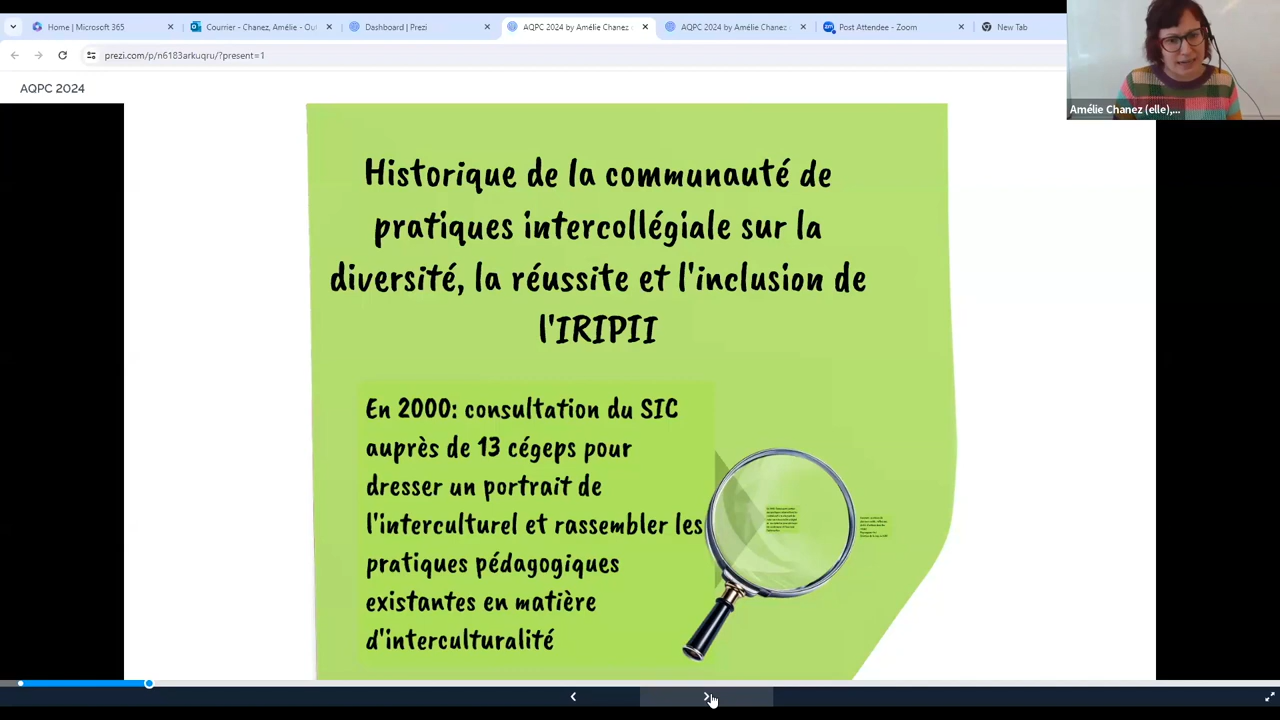 Home | Microsoft 365
Courrier - Chanez, Amélie - Ou
Dashboard | Prezi
AQPC 2024 by Amélie Chanez
AQPC 2024 by Amélie Chanez
Post Attendee - Zoom
New Tab
prezi.com/p/n6183arkuqru/?present=1
AQPC 2024
Amélie Chanez (elle),...
Historique de la communauté de
pratiques intercollégiale sur la
diversité, la réussite et l'inclusion de
l'IRIPII
En 2000: consultation du SIC
auprès de 13 cégeps pour
dresser un portrait de
l'interculturel et rassembler les
pratiques pédagogiques
existantes en matière
d'interculturalité